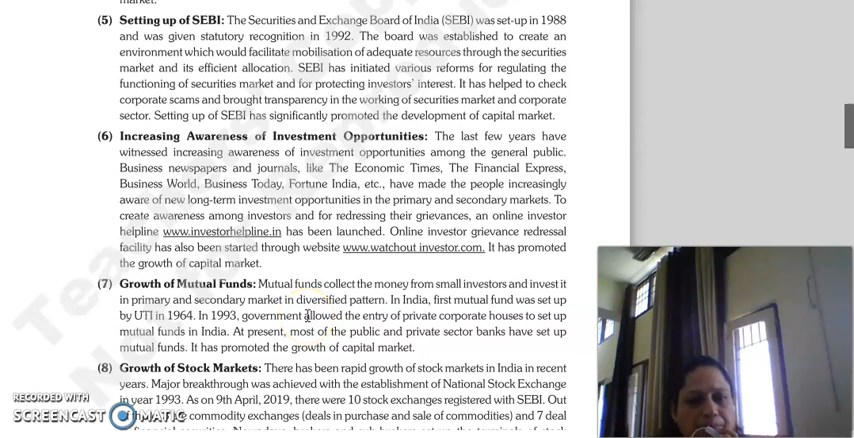 market.
(5) Setting up of SEBI: The Securities and Exchange Board of India (SEBI) was set-up in 1988
and was given statutory recognition in 1992. The board was established to create an
environment which would facilitate mobilisation of adequate resources through the securities
market and its efficient allocation. SEBI has initiated various reforms for regulating the
functioning of securities market and for protecting investors' interest. It has helped to check
corporate scams and brought transparency in the working of securities market and corporate
sector. Setting up of SEBI has significantly promoted the development of capital market.
(6) Increasing Awareness of Investment Opportunities: The last few years have
witnessed increasing awareness of investment opportunities among the general public.
Business newspapers and journals, like The Economic Times, The Financial Express,
Business World, Business Today, Fortune India, etc., have made the people increasingly
aware of new long-term investment opportunities in the primary and secondary markets. To
create awareness among investors and for redressing their grievances, an online investor
helpline www.investorhelpline.in has been launched. Online investor grievance redressal
facility has also been started through website www.watchout investor.com. It has promoted
the growth of capital market.
(7) Growth of Mutual Funds: Mutual funds collect the money from small investors and invest it
in primary and secondary market in diversified pattern. In India, first mutual fund was set up
by UTI in 1964. In 1993, government allowed the entry of private corporate houses to set up
mutual funds in India. At present, most of the public and private sector banks have set up
mutual funds. It has promoted the growth of capital market.
(8) Growth of Stock Markets: There has been rapid growth of stock markets in India in recent
years. Major breakthrough was achieved with the establishment of National Stock Exchange
in year 1993. As on 9th April, 2019, there were 10 stock exchanges registered with SEBI. Out
commodity exchanges (deals in purchase and sale of commodities) and 7 deal
RECORDED WITH
SCREENCAST MATIC